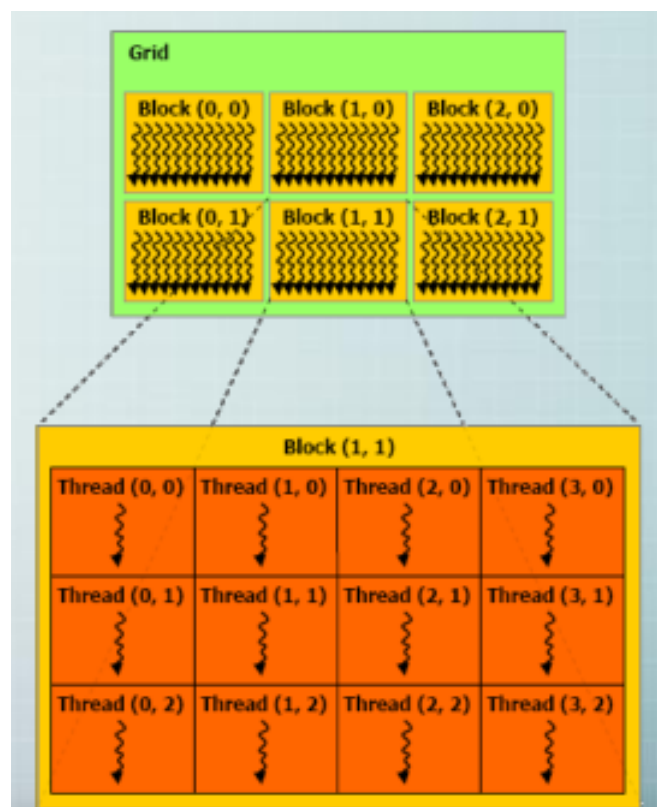 Grid
Block (0, 0) Block (1, 0) Block (2, 0)
Block (0, 1) Block (1, 1) Block (2, 1)
Block (1, 1)
Thread (0, 0) Thread (1, 0) Thread (2, 0) Thread (3, 0)
Thread (0, 1) Thread (1, 1) Thread (2, 1) Thread (3, 1)
Thread (0, 2) Thread (1, 2) Thread (2, 2) Thread (3, 2)